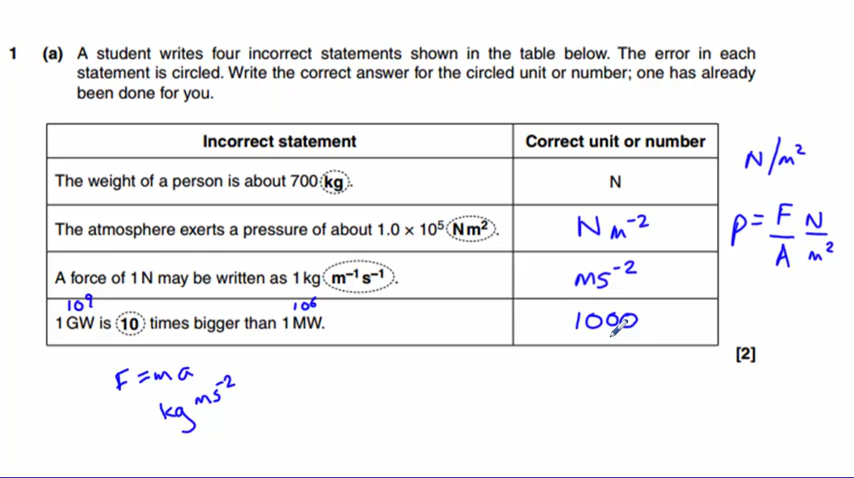 1 (a) A student writes four incorrect statements shown in the table below. The error in each
statement is circled. Write the correct answer for the circled unit or number; one has already
been done for you.
Incorrect statement Correct unit or number
The weight of a person is about 700 kg. N
The atmosphere exerts a pressure of about 1.0 × 10⁵ Nm². N m⁻²
A force of 1 N may be written as 1 kg m⁻¹ s⁻¹. ms⁻²
10⁹ 10⁶
1 GW is 10 times bigger than 1 MW. 1000
[2]
N/m²
P = F/A N/m²
F = ma
kg ms⁻²